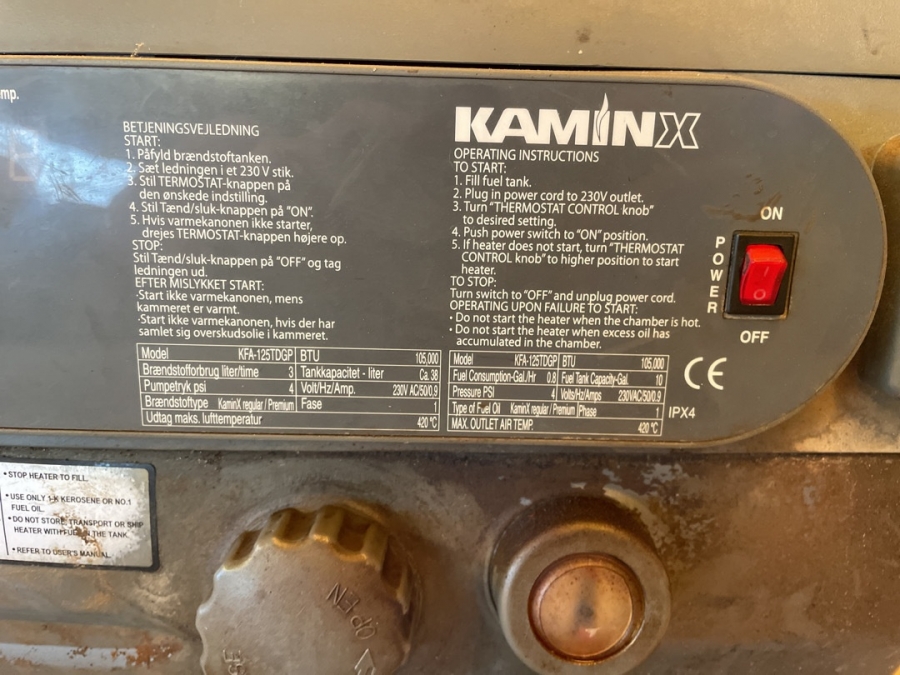 mp.
BETJENINGSVEJLEDNING
START:
1. Påfyld brændstoftanken.
2. Sæt ledningen i et 230 V stik.
3. Stil TERMOSTAT-knappen på
den ønskede indstilling.
4. Stil Tænd/sluk-knappen på "ON".
5. Hvis varmekanonen ikke starter,
drejes TERMOSTAT-knappen højere op.
STOP:
Stil Tænd/sluk-knappen på "OFF" og tag
ledningen ud.
EFTER MISLYKKET START:
·Start ikke varmekanonen, mens
kammeret er varmt.
·Start ikke varmekanonen, hvis der har
samlet sig overskudsolie i kammeret.
Model KFA-125TDGP BTU 105,000
Brændstofforbrug liter/time 3 Tankkapacitet - liter Ca. 38
Pumpetryk psi 4 Volt/Hz/Amp. 230V AC/50/0,9
Brændstoftype KaminX regular / Premium Fase 1
Udtag maks. lufttemperatur 420 °C
KAMINX
OPERATING INSTRUCTIONS
TO START:
1. Fill fuel tank.
2. Plug in power cord to 230V outlet.
3. Turn "THERMOSTAT CONTROL knob"
to desired setting.
4. Push power switch to "ON" position.
5. If heater does not start, turn "THERMOSTAT
CONTROL knob" to higher position to start
heater.
TO STOP:
Turn switch to "OFF" and unplug power cord.
OPERATING UPON FAILURE TO START:
• Do not start the heater when the chamber is hot.
• Do not start the heater when excess oil has
accumulated in the chamber.
Model KFA-125TDGP BTU 105,000
Fuel Consumption-Gal./Hr 0.8 Fuel Tank Capacity-Gal. 10
Pressure PSI 4 Volts/Hz/Amps 230VAC/50/0.9
Type of Fuel Oil KaminX regular / Premium Phase 1
MAX. OUTLET AIR TEMP. 420 °C
CE
IPX4
ON
POWER
OFF
• STOP HEATER TO FILL.
• USE ONLY 1-K KEROSENE OR NO.1
FUEL OIL.
• DO NOT STORE, TRANSPORT OR SHIP
HEATER WITH FUEL IN THE TANK.
• REFER TO USER'S MANUAL
OPEN